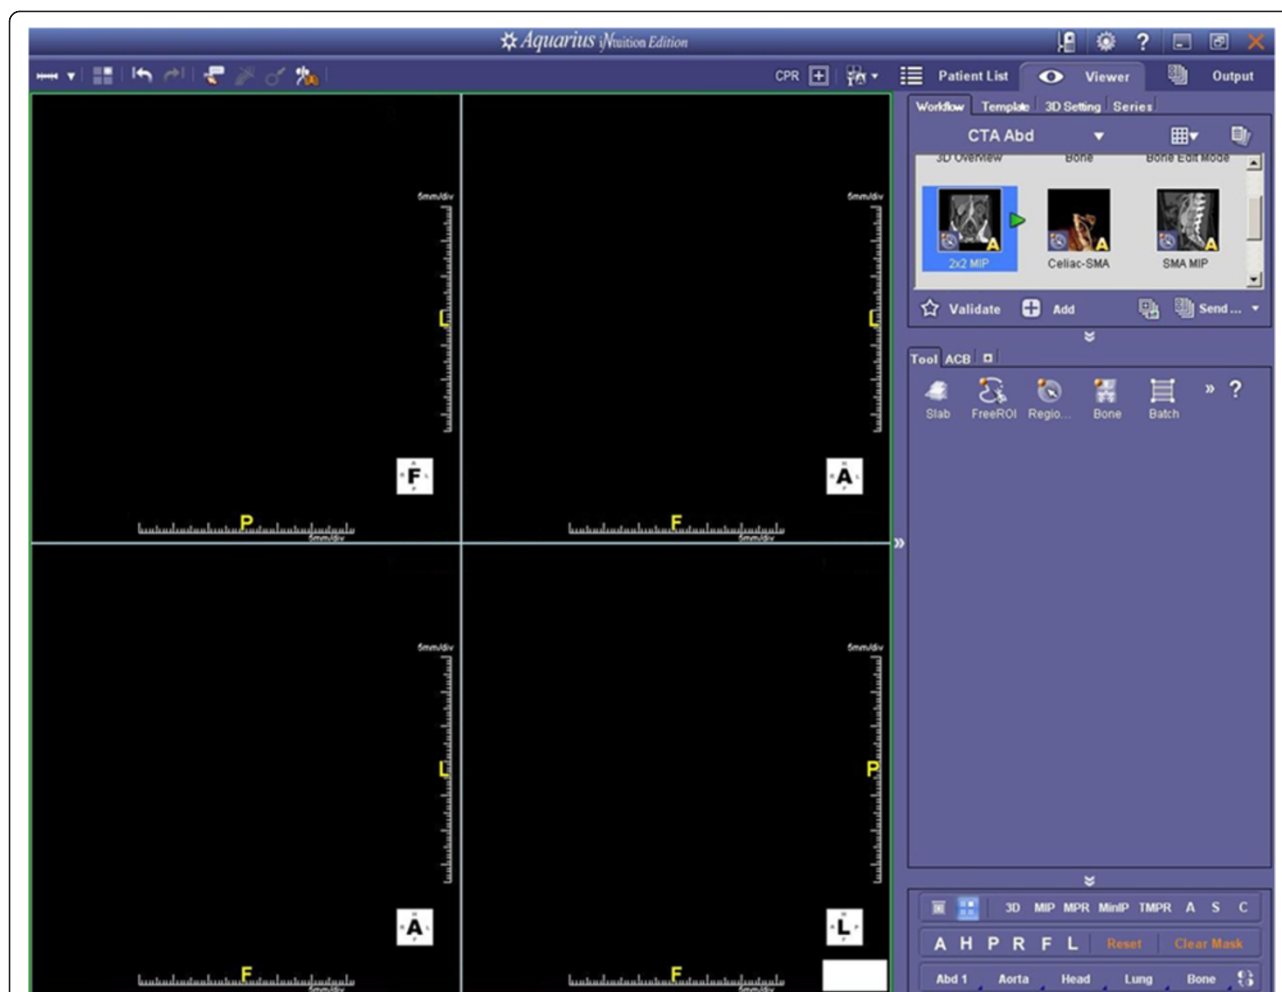 Aquarius iNtuition Edition
?
CPR
Patient List
Viewer
Output
Workflow Template 3D Setting Series
CTA Abd
3D Overview Bone Bone Edit Mode
A A A
2x2 MIP Celiac-SMA SMA MIP
Validate Add Send ...
Tool ACB
» ?
Slab FreeROI Regio... Bone Batch
5mm/div
L
F
P
5mm/div
5mm/div
L
A
F
5mm/div
»
5mm/div
L
A
F
5mm/div
5mm/div
P
L
F
5mm/div
3D MIP MPR MinIP TMPR A S C
A H P R F L Reset Clear Mask
Abd 1 Aorta Head Lung Bone